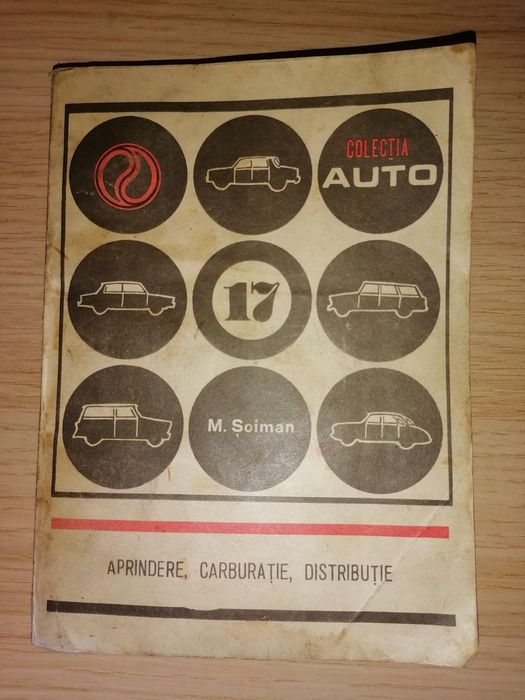 COLECȚIA
AUTO
17
M. Șoiman
APRINDERE, CARBURAȚIE, DISTRIBUȚIE